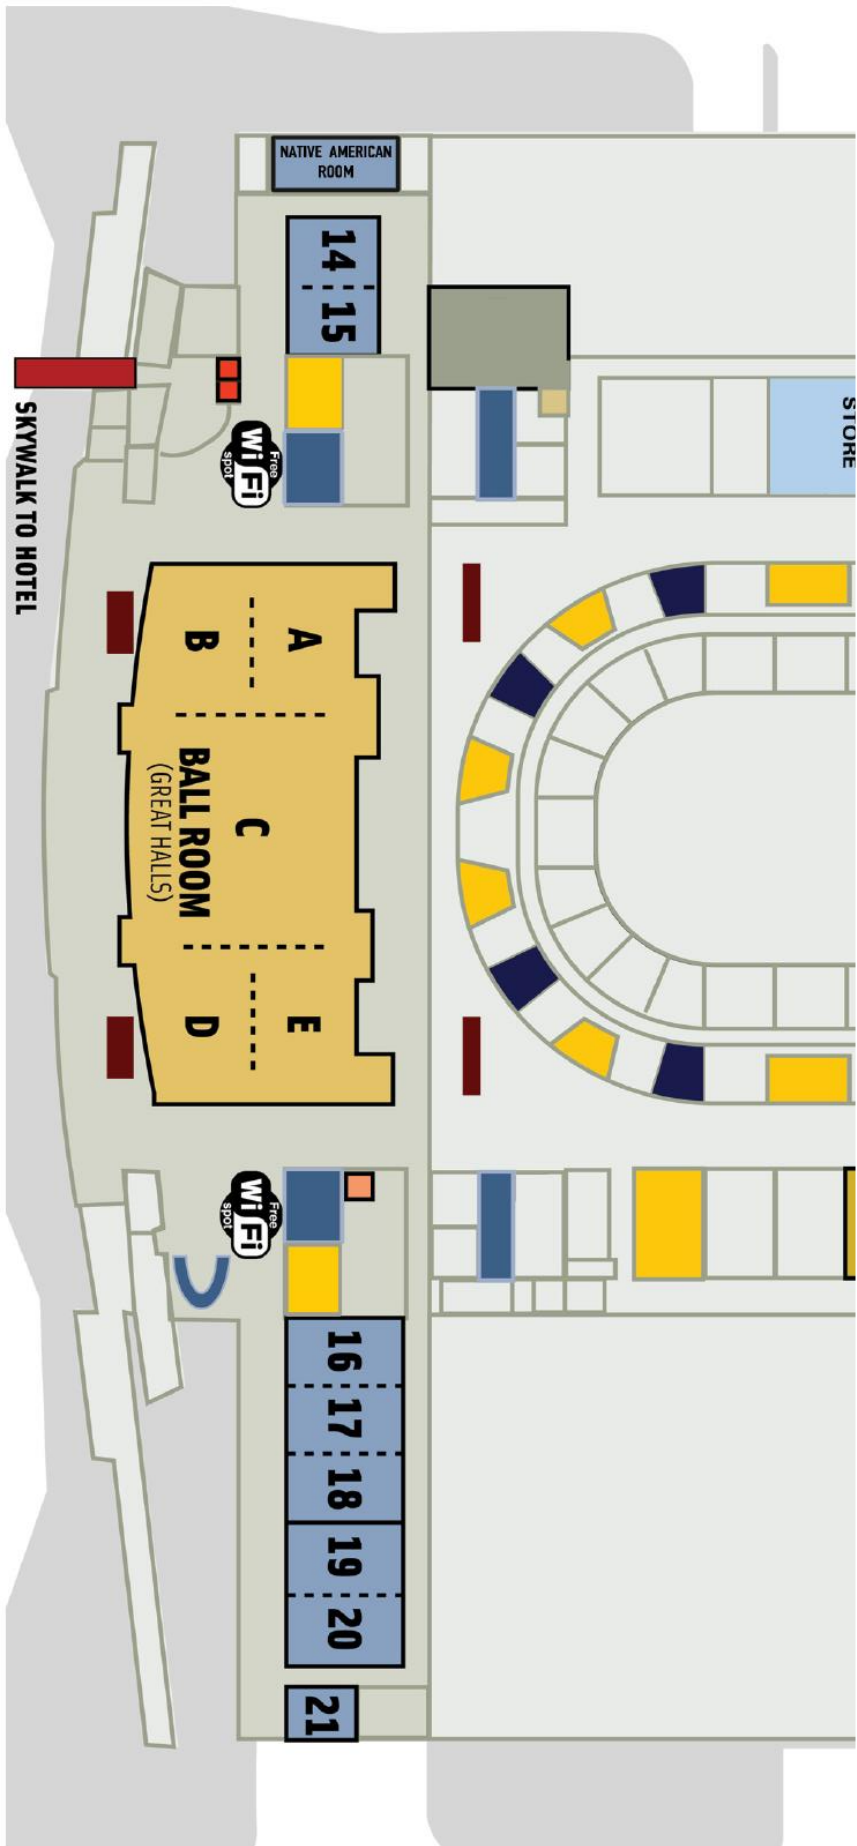 NATIVE AMERICAN
ROOM
14
15
STORE
SKYWALK TO HOTEL
Free
Wi Fi
spot
A
B
BALL ROOM
(GREAT HALLS)
C
D
E
Free
Wi Fi
spot
16
17
18
19
20
21